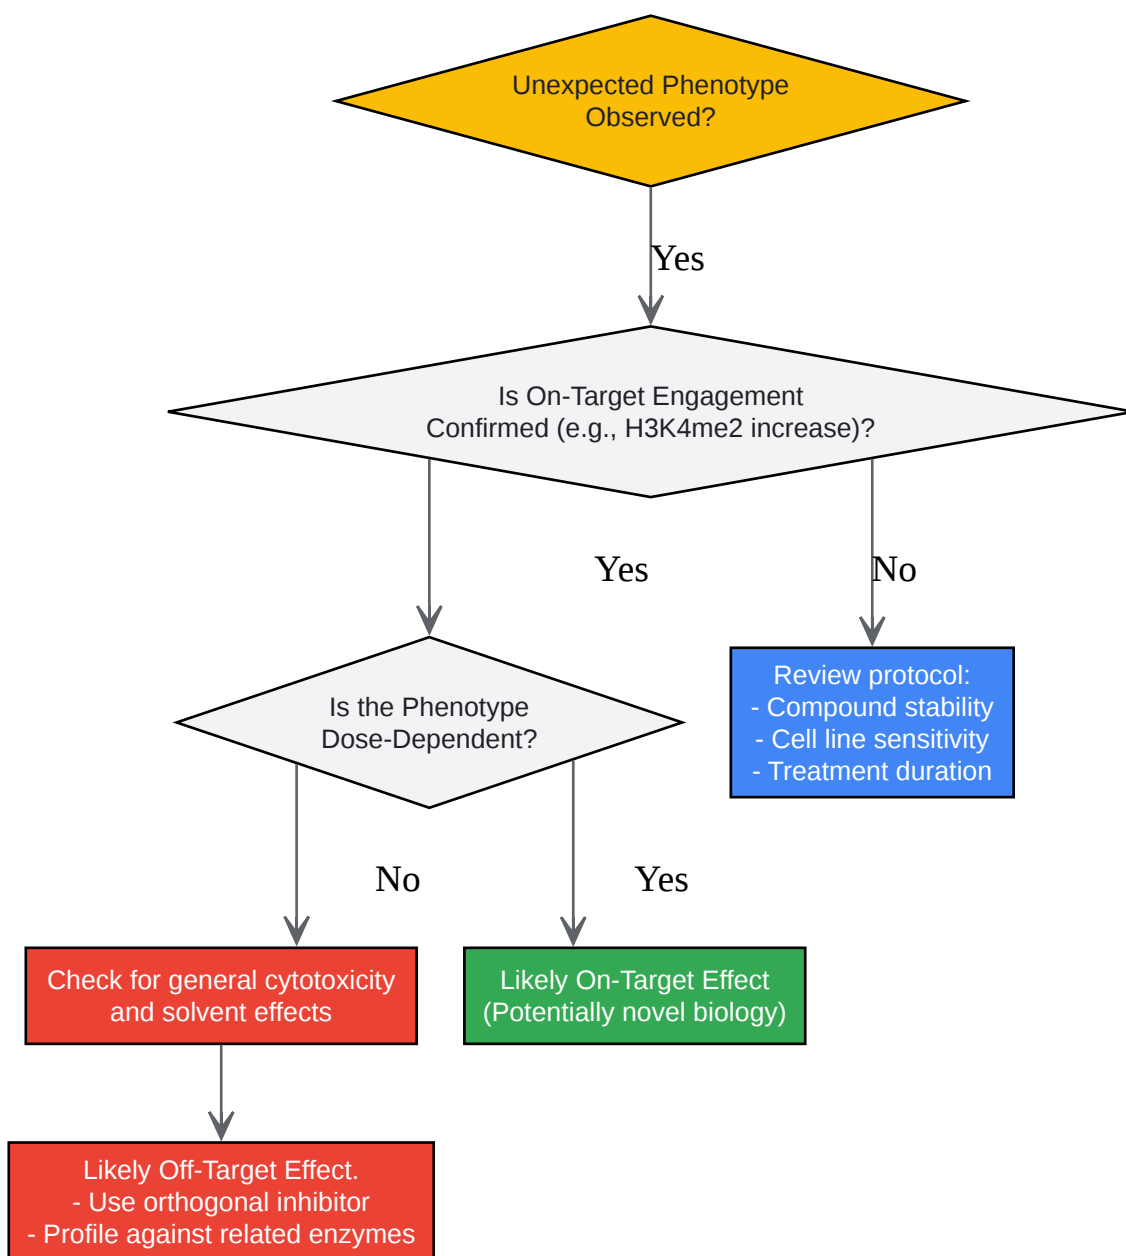 Unexpected Phenotype
Observed?
Yes
Is On-Target Engagement
Confirmed (e.g., H3K4me2 increase)?
Yes
No
Is the Phenotype
Dose-Dependent?
Review protocol:
- Compound stability
- Cell line sensitivity
- Treatment duration
No
Yes
Check for general cytotoxicity
and solvent effects
Likely On-Target Effect
(Potentially novel biology)
Likely Off-Target Effect.
- Use orthogonal inhibitor
- Profile against related enzymes